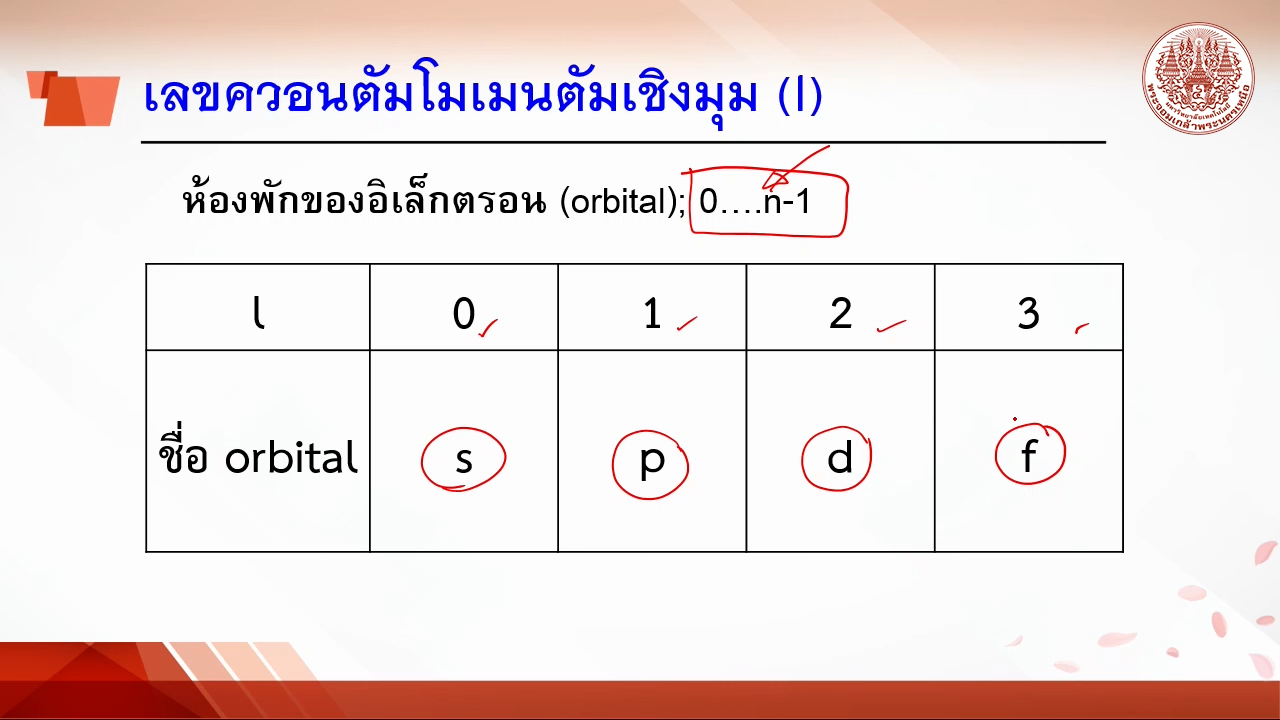 เลขควอนตัมโมเมนตัมเชิงมุม (l)
ห้องพักของอิเล็กตรอน (orbital); 0....n-1
l 0 1 2 3
ชื่อ orbital s p d f